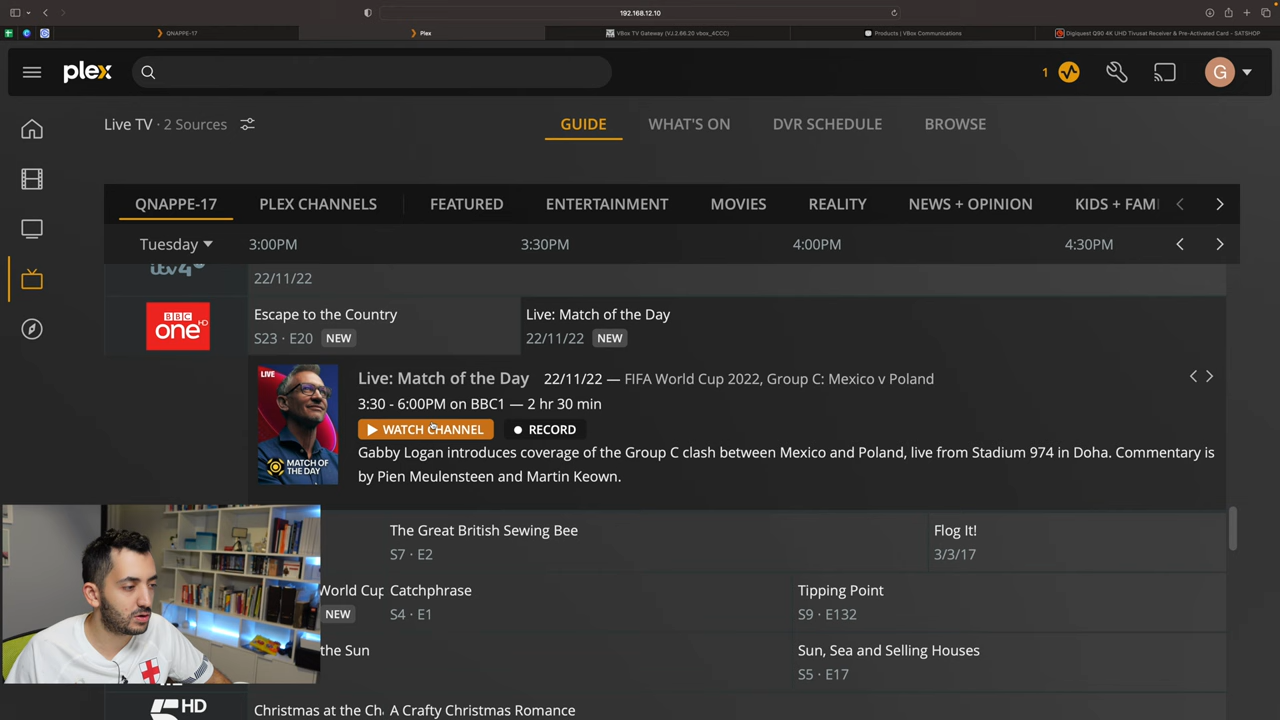 192.168.12.10
QNAPPE-17
Plex
VBox TV Gateway (VJ.2.66.20 vbox_4CCC)
Products | VBox Communications
Digiquest Q90 4K UHD Tivusat Receiver & Pre-Activated Card - SATSHOP
plex
1
G
Live TV · 2 Sources
GUIDE
WHAT'S ON
DVR SCHEDULE
BROWSE
QNAPPE-17
PLEX CHANNELS
FEATURED
ENTERTAINMENT
MOVIES
REALITY
NEWS + OPINION
KIDS + FAMI
Tuesday
3:00PM
3:30PM
4:00PM
4:30PM
itv4
22/11/22
BBC
one HD
Escape to the Country
S23 · E20 NEW
Live: Match of the Day
22/11/22 NEW
LIVE
MATCH OF
THE DAY
Live: Match of the Day 22/11/22 — FIFA World Cup 2022, Group C: Mexico v Poland
3:30 - 6:00PM on BBC1 — 2 hr 30 min
WATCH CHANNEL
RECORD
Gabby Logan introduces coverage of the Group C clash between Mexico and Poland, live from Stadium 974 in Doha. Commentary is
by Pien Meulensteen and Martin Keown.
The Great British Sewing Bee
S7 · E2
Flog It!
3/3/17
World Cup
NEW
Catchphrase
S4 · E1
Tipping Point
S9 · E132
the Sun
Sun, Sea and Selling Houses
S5 · E17
5 HD
Christmas at the Ch
A Crafty Christmas Romance